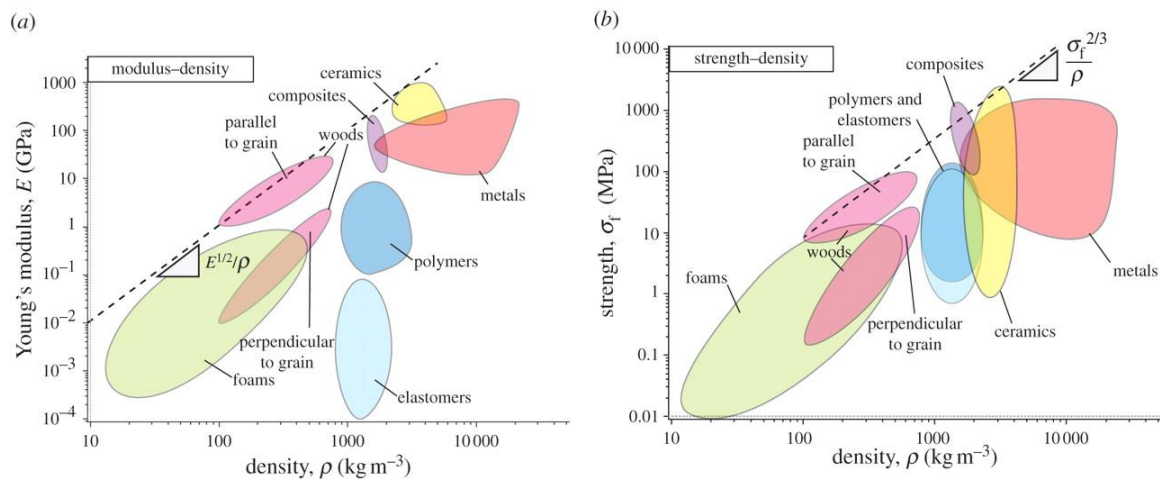 (a)
modulus–density
Young's modulus, E (GPa)
1000
100
10
1
10⁻¹
10⁻²
10⁻³
10⁻⁴
10
100
1000
10 000
density, ρ (kg m⁻³)
ceramics
composites
parallel
to grain
woods
metals
E^1/2/ρ
polymers
foams
perpendicular
to grain
elastomers
(b)
strength–density
strength, σf (MPa)
10 000
1000
100
10
1
0.1
0.01
10
100
1000
10 000
density, ρ (kg m⁻³)
σf^2/3
ρ
composites
polymers and
elastomers
parallel
to grain
woods
foams
metals
perpendicular
to grain
ceramics